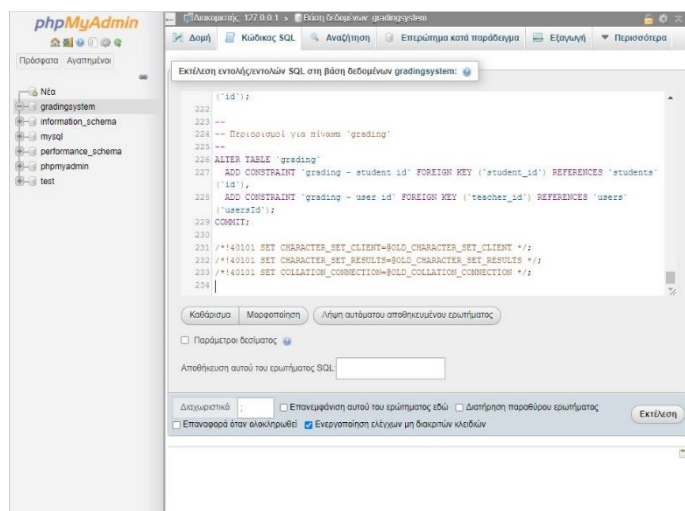 phpMyAdmin
Πρόσφατα Αγαπημένοι
Νέα
gradingsystem
information_schema
mysql
performance_schema
phpmyadmin
test
Διακομιστής: 127.0.0.1 » Βάση δεδομένων: gradingsystem
Δομή Κώδικας SQL Αναζήτηση Επερώτημα κατά παράδειγμα Εξαγωγή Περισσότερα
Εκτέλεση εντολής/εντολών SQL στη βάση δεδομένων gradingsystem:
(`id`);
222
223 --
224 -- Περιορισμοί για πίνακα `grading`
225 --
226 ALTER TABLE `grading`
227 ADD CONSTRAINT `grading - student id` FOREIGN KEY (`student_id`) REFERENCES `students`
(`id`),
228 ADD CONSTRAINT `grading - user id` FOREIGN KEY (`teacher_id`) REFERENCES `users`
(`usersId`);
229 COMMIT;
230
231 /*!40101 SET CHARACTER_SET_CLIENT=@OLD_CHARACTER_SET_CLIENT */;
232 /*!40101 SET CHARACTER_SET_RESULTS=@OLD_CHARACTER_SET_RESULTS */;
233 /*!40101 SET COLLATION_CONNECTION=@OLD_COLLATION_CONNECTION */;
234
Καθάρισμα Μορφοποίηση Λήψη αυτόματου αποθηκευμένου ερωτήματος
Παράμετροι δεσίματος
Αποθήκευση αυτού του ερωτήματος SQL:
Διαχωριστικό ; Επανεμφάνιση αυτού του ερώτηματος εδώ Διατήρηση παραθύρου ερωτήματος
Επαναφορά όταν ολοκληρωθεί Ενεργοποίηση ελέγχων μη διακριτών κλειδιών
Εκτέλεση